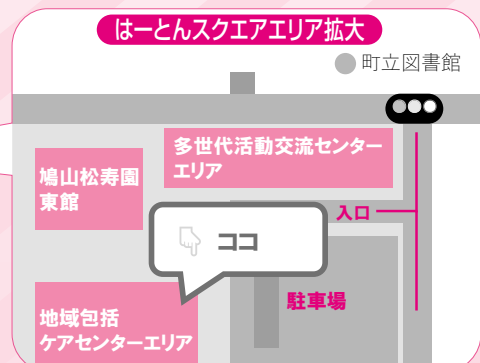 はーとんスクエアエリア拡大
町立図書館
多世代活動交流センター
エリア
鳩山松寿園
東館
入口
ココ
駐車場
地域包括
ケアセンターエリア